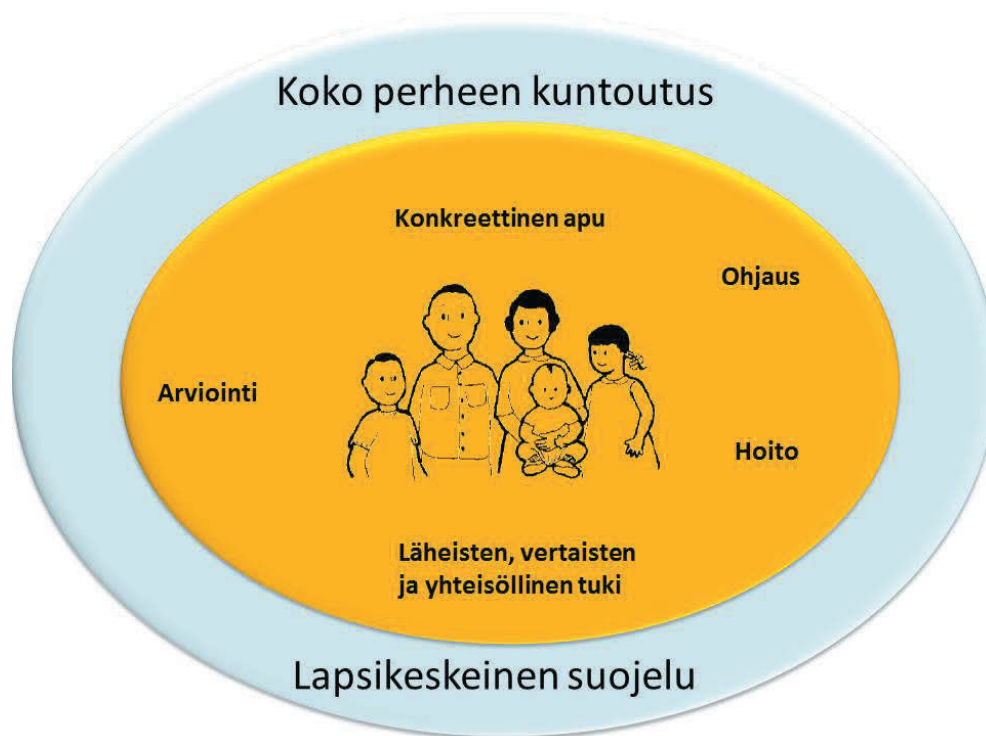 Koko perheen kuntoutus
Konkreettinen apu
Ohjaus
Arviointi
Hoito
Läheisten, vertaisten
ja yhteisöllinen tuki
Lapsikeskeinen suojelu